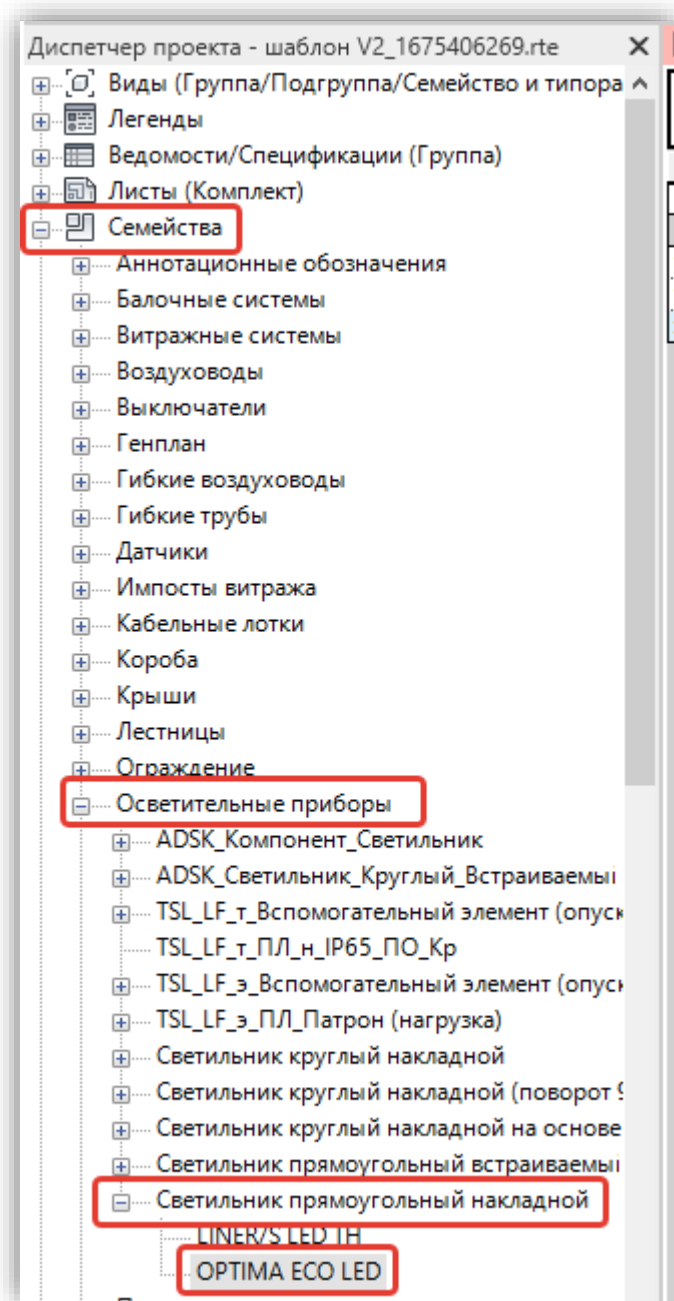 Диспетчер проекта - шаблон V2_1675406269.rte
Виды (Группа/Подгруппа/Семейство и типора
Легенды
Ведомости/Спецификации (Группа)
Листы (Комплект)
Семейства
Аннотационные обозначения
Балочные системы
Витражные системы
Воздуховоды
Выключатели
Генплан
Гибкие воздуховоды
Гибкие трубы
Датчики
Импосты витража
Кабельные лотки
Короба
Крыши
Лестницы
Ограждение
Осветительные приборы
ADSK_Компонент_Светильник
ADSK_Светильник_Круглый_Встраиваемы
TSL_LF_т_Вспомогательный элемент (опуск
TSL_LF_т_ПЛ_н_IP65_ПО_Кр
TSL_LF_э_Вспомогательный элемент (опуск
TSL_LF_э_ПЛ_Патрон (нагрузка)
Светильник круглый накладной
Светильник круглый накладной (поворот 9
Светильник круглый накладной на основе
Светильник прямоугольный встраиваемы
Светильник прямоугольный накладной
LINER/S LED TH
OPTIMA ECO LED